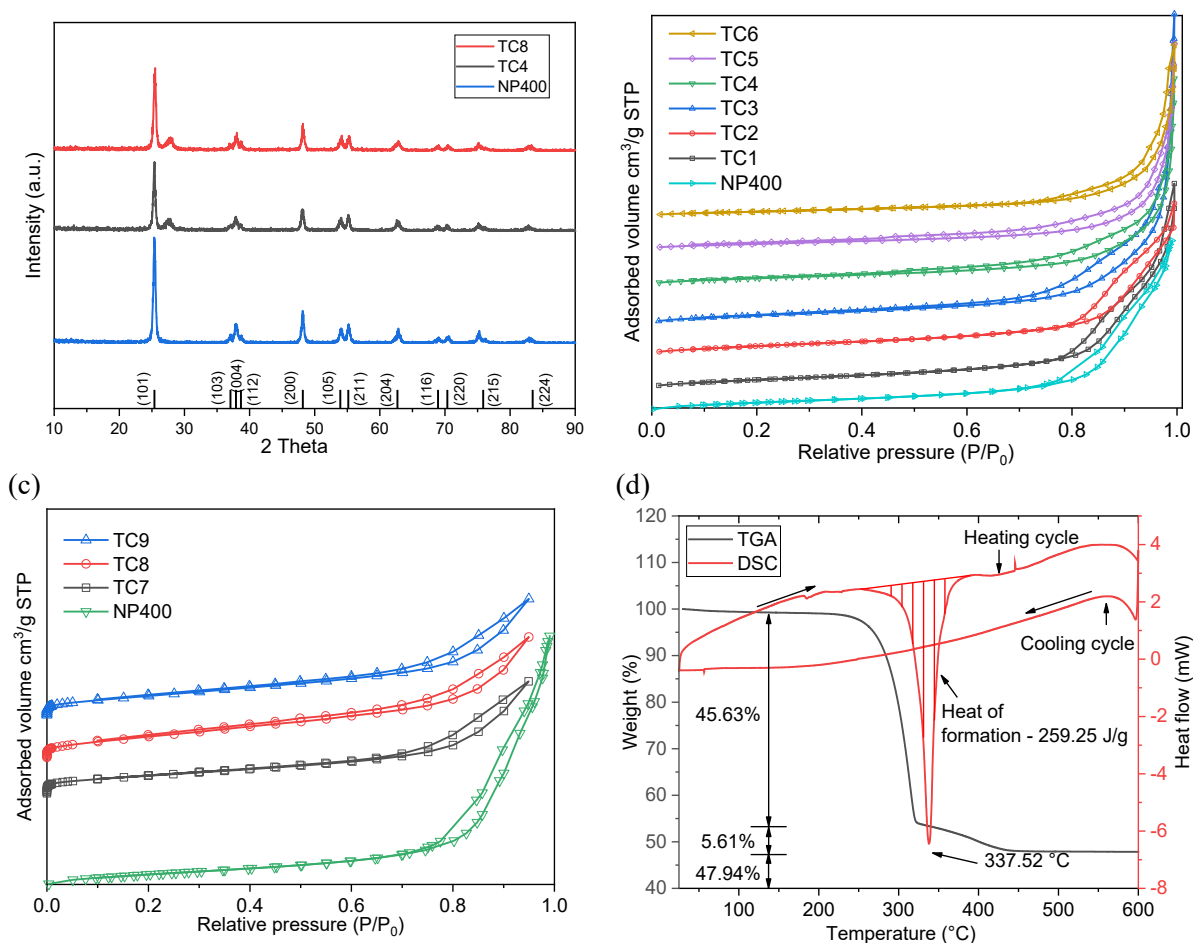 TC8
TC4
NP400
Intensity (a.u.)
(101)
(103)
(004)
(112)
(200)
(105)
(211)
(204)
(116)
(220)
(215)
(224)
10 20 30 40 50 60 70 80 90
2 Theta
TC6
TC5
TC4
TC3
TC2
TC1
NP400
Adsorbed volume cm³/g STP
0.0 0.2 0.4 0.6 0.8 1.0
Relative pressure (P/P₀)
(c)
TC9
TC8
TC7
NP400
Adsorbed volume cm³/g STP
0.0 0.2 0.4 0.6 0.8 1.0
Relative pressure (P/P₀)
(d)
TGA
DSC
Heating cycle
Cooling cycle
Heat of
formation - 259.25 J/g
337.52 °C
45.63%
5.61%
47.94%
Weight (%)
120
110
100
90
80
70
60
50
40
100 200 300 400 500 600
Temperature (°C)
4
2
0
-2
-4
-6
-8
Heat flow (mW)